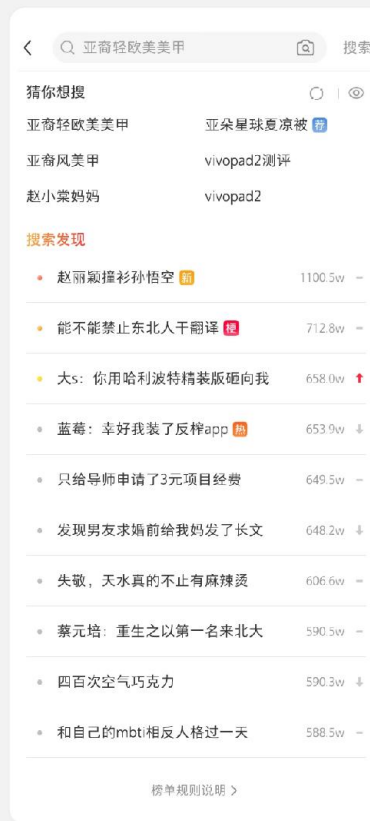 亚裔轻欧美美甲 搜索
猜你想搜
亚裔轻欧美美甲 亚朵星球夏凉被 荐
亚裔风美甲 vivopad2测评
赵小棠妈妈 vivopad2
搜索发现
赵丽颖撞衫孙悟空 新 1100.5w
能不能禁止东北人干翻译 梗 712.8w
大s：你用哈利波特精装版砸向我 658.0w
蓝莓：幸好我装了反榨app 热 653.9w
只给导师申请了3元项目经费 649.5w
发现男友求婚前给我妈发了长文 648.2w
失敬，天水真的不止有麻辣烫 606.6w
蔡元培：重生之以第一名来北大 590.5w
四百次空气巧克力 590.3w
和自己的mbti相反人格过一天 588.5w
榜单规则说明 >